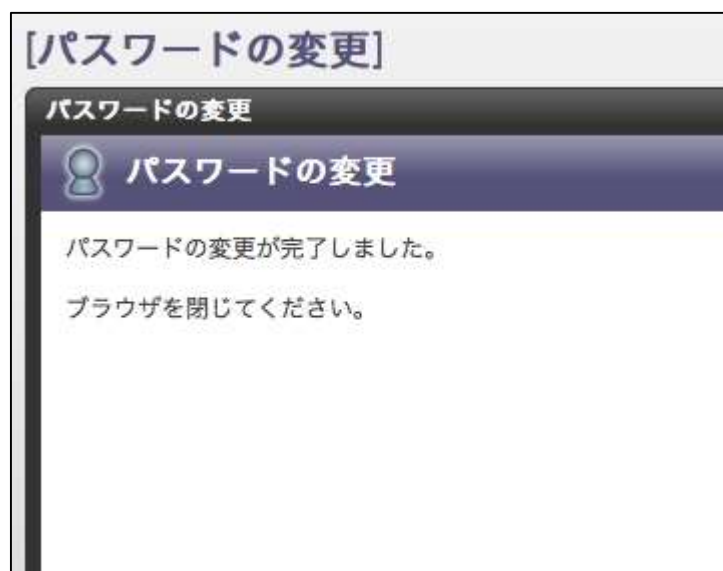 [パスワードの変更]
パスワードの変更
パスワードの変更
パスワードの変更が完了しました。
ブラウザを閉じてください。